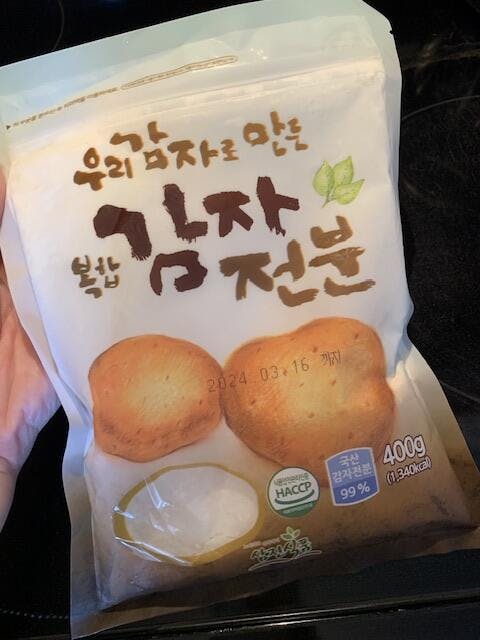 우리 감자로 만든
복합 감자
전분
2024.03.16 까지
400g
(1,340kcal)
국산
감자전분
99%
HACCP